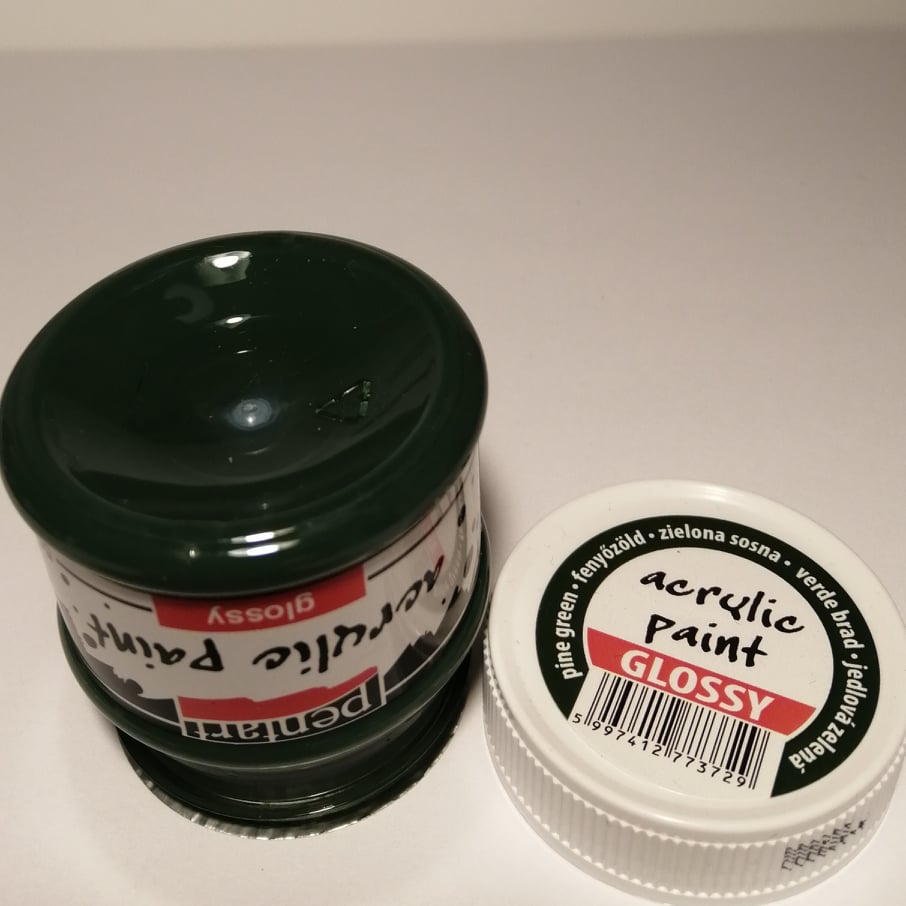 glossy
acrylic paint
pentart
pine green • fenyőzöld • zielona sosna • verde brad • jedlová zelená
acrylic
paint
GLOSSY
5 997412 773729